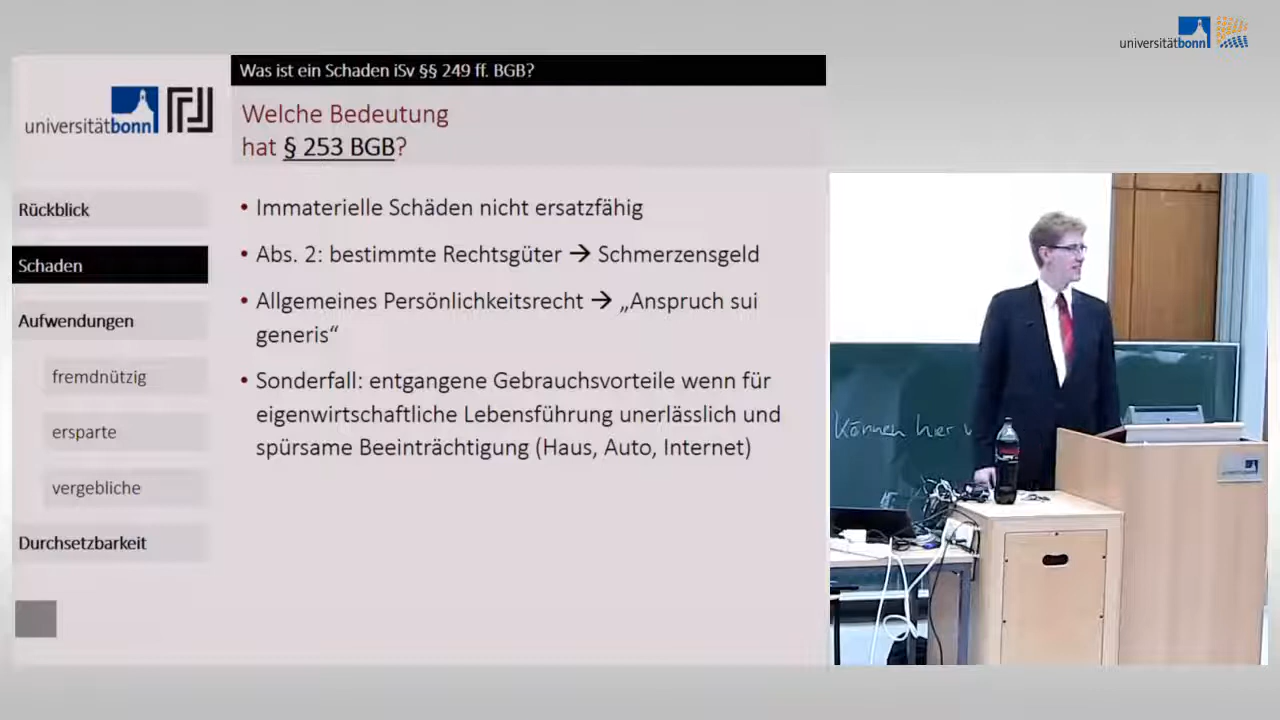 universitätbonn
Was ist ein Schaden iSv §§ 249 ff. BGB?
universitätbonn
Welche Bedeutung
hat § 253 BGB?
Rückblick
Schaden
Aufwendungen
fremdnützig
ersparte
vergebliche
Durchsetzbarkeit
• Immaterielle Schäden nicht ersatzfähig
• Abs. 2: bestimmte Rechtsgüter → Schmerzensgeld
• Allgemeines Persönlichkeitsrecht → „Anspruch sui
generis“
• Sonderfall: entgangene Gebrauchsvorteile wenn für
eigenwirtschaftliche Lebensführung unerlässlich und
spürsame Beeinträchtigung (Haus, Auto, Internet)
Können hier